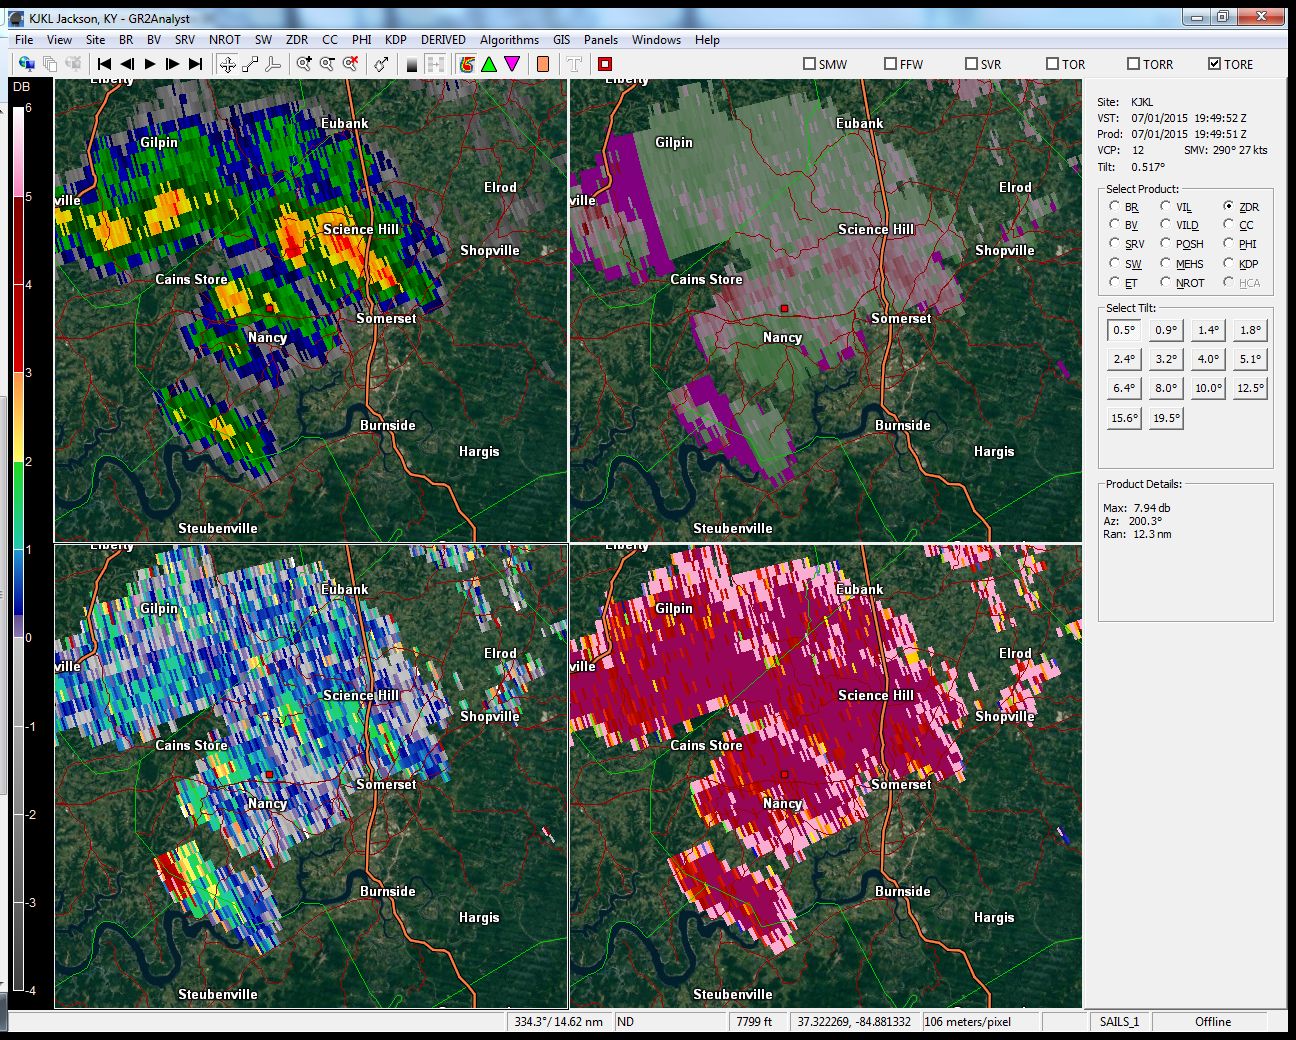 KJKL Jackson, KY - GR2Analyst
File View Site BR BV SRV NROT SW ZDR CC PHI KDP DERIVED Algorithms GIS Panels Windows Help
SMW FFW SVR TOR TORR TORE
DB
6
5
4
3
2
1
0
-1
-2
-3
-4
Liberty
Eubank
Gilpin
Elrod
ville
Science Hill
Shopville
Cains Store
Somerset
Nancy
Burnside
Hargis
Steubenville
Eubank
Gilpin
Elrod
ville
Science Hill
Shopville
Cains Store
Somerset
Nancy
Burnside
Hargis
Steubenville
Liberty
Eubank
Gilpin
Elrod
ville
Science Hill
Shopville
Cains Store
Somerset
Nancy
Burnside
Hargis
Steubenville
Liberty
Eubank
Gilpin
Elrod
ville
Science Hill
Shopville
Cains Store
Somerset
Nancy
Burnside
Hargis
Steubenville
Site: KJKL
VST: 07/01/2015 19:49:52 Z
Prod: 07/01/2015 19:49:51 Z
VCP: 12 SMV: 290° 27 kts
Tilt: 0.517°
Select Product:
BR VIL ZDR
BV VILD CC
SRV POSH PHI
SW MEHS KDP
ET NROT HCA
Select Tilt:
0.5° 0.9° 1.4° 1.8°
2.4° 3.2° 4.0° 5.1°
6.4° 8.0° 10.0° 12.5°
15.6° 19.5°
Product Details:
Max: 7.94 db
Az: 200.3°
Ran: 12.3 nm
334.3°/ 14.62 nm ND 7799 ft 37.322269, -84.881332 106 meters/pixel SAILS_1 Offline